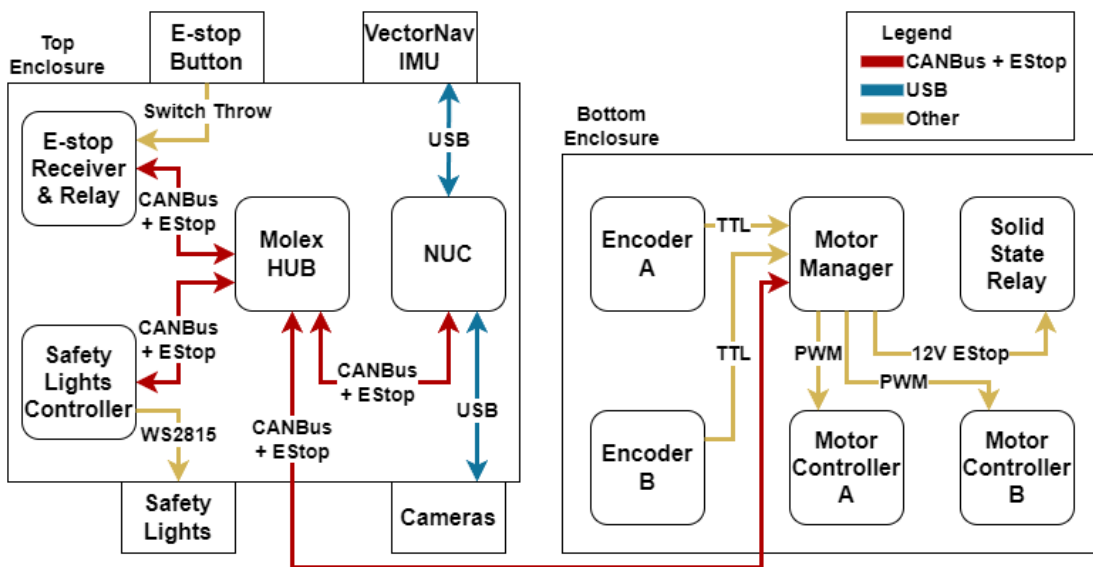 Top
Enclosure
E-stop
Button
VectorNav
IMU
Legend
CANBus + EStop
USB
Other
Switch Throw
E-stop
Receiver
& Relay
USB
Bottom
Enclosure
CANBus
+ EStop
Molex
HUB
NUC
Encoder
A
TTL
Motor
Manager
Solid
State
Relay
CANBus
+ EStop
Safety
Lights
Controller
CANBus
+ EStop
TTL
PWM
12V EStop
PWM
WS2815
CANBus
+ EStop
USB
Encoder
B
Motor
Controller
A
Motor
Controller
B
Safety
Lights
Cameras